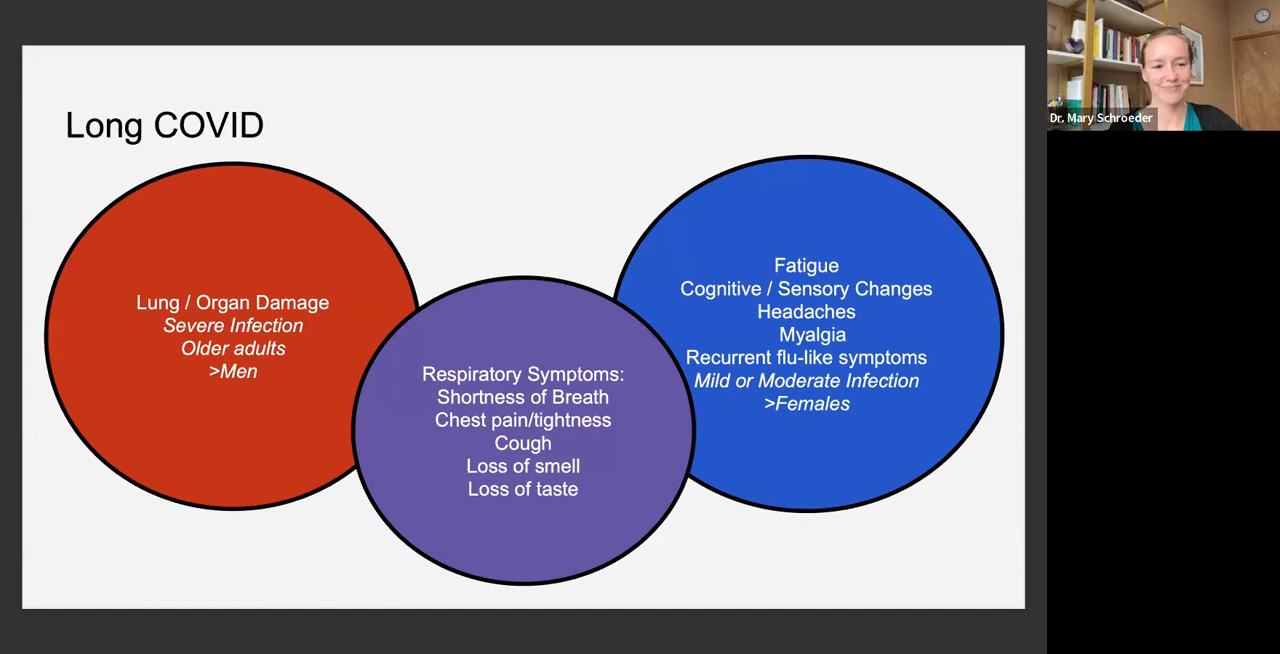 Long COVID
Lung / Organ Damage
Severe Infection
Older adults
>Men
Respiratory Symptoms:
Shortness of Breath
Chest pain/tightness
Cough
Loss of smell
Loss of taste
Fatigue
Cognitive / Sensory Changes
Headaches
Myalgia
Recurrent flu-like symptoms
Mild or Moderate Infection
>Females
Dr. Mary Schroeder